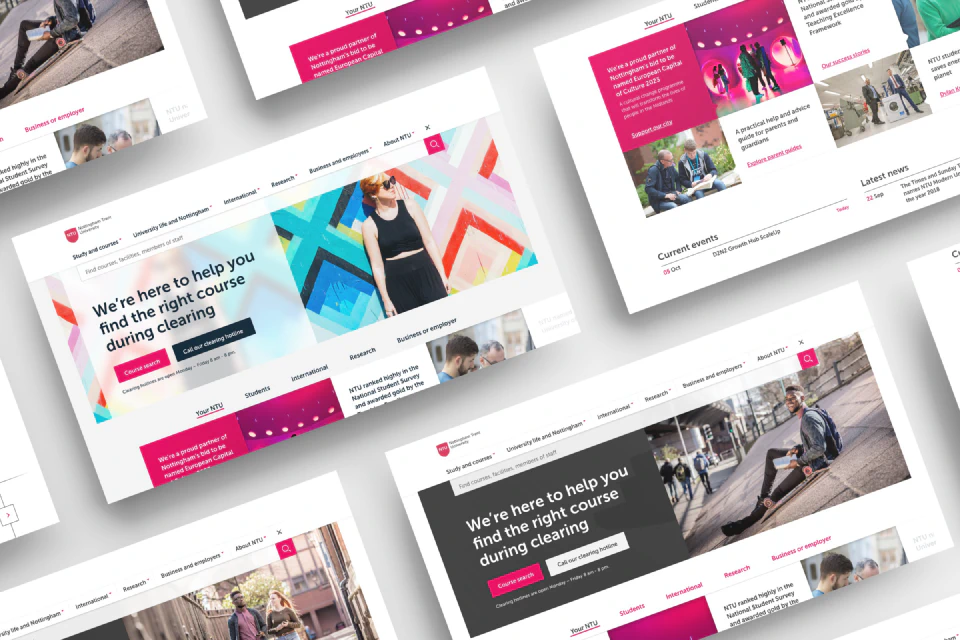 Your NTU
We're a proud partner of
Nottingham's bid to be
named European Capital
Business or employer
NTU is
Univer
highly in the
National Student Survey
and awarded gold by the
Your NTU
We're a proud partner of
Nottingham's bid to be
named European Capital
of Culture 2023
A cultural change programme
that will transform the lives of
people in the Midlands
Support our city
National S
and awarded gold by the
Teaching Excellence
Framework
Our success stories
NTU studen
saves ener
planet
Dylan K
A practical help and advice
guide for parents and
guardians
Explore parent guides
Latest news
22 Sep
The Times and Sunday T
names NTU Modern U
the year 2018
Today
Current events
09 Oct
D2N2 Growth Hub ScaleUp
NTU
Nottingham Trent
University
Study and courses
University life and Nottingham
International
Research
Business and employers
About NTU
Find courses, facilities, members of staff
We're here to help you
find the right course
during clearing
Course search
Call our clearing hotline
Clearing hotlines are open: Monday – Friday 8 am - 8 pm.
Your NTU
Students
International
Research
Business or employer
We're a proud partner of
Nottingham's bid to be
named European Capital
NTU ranked highly in the
National Student Survey
and awarded gold by the
NTU
Nottingham Trent
University
Study and courses
University life and Nottingham
International
Research
Business and employers
About NTU
Find courses, facilities, members of staff
We're here to help you
find the right course
during clearing
Course search
Call our clearing hotline
Clearing hotlines are open: Monday – Friday 8 am - 8 pm.
Your NTU
Students
International
Research
Business or employer
NTU is
Univer
NTU ranked highly in the
National Student Survey
and awarded gold by the
life and Nottingham
International
Research
Business and employers
About NTU